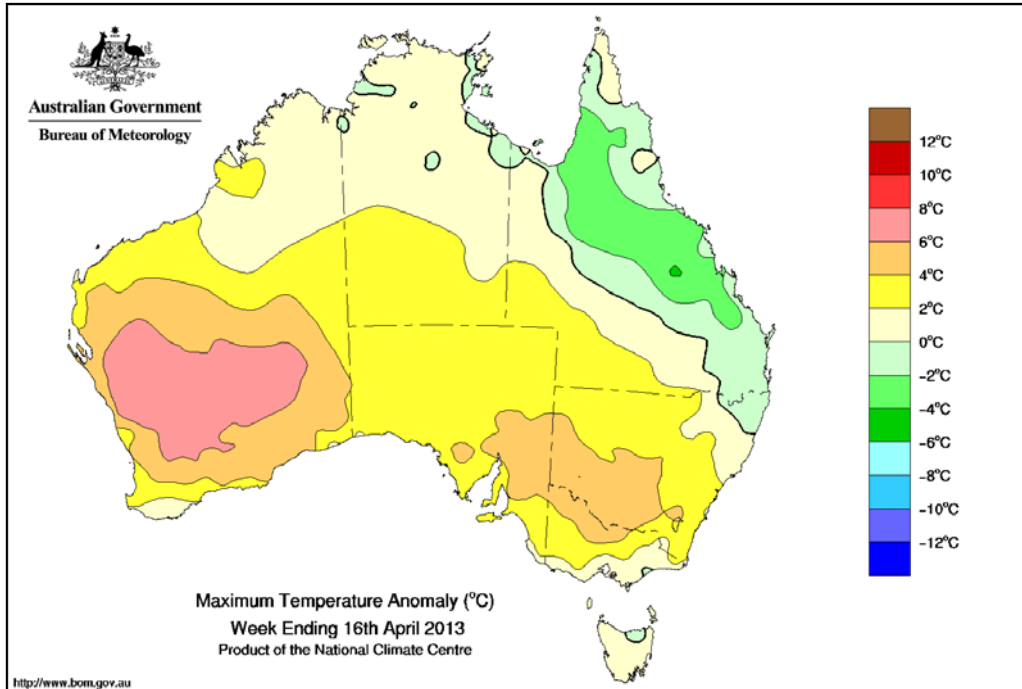 Australian Government
Bureau of Meteorology
12°C
10°C
8°C
6°C
4°C
2°C
0°C
-2°C
-4°C
-6°C
-8°C
-10°C
-12°C
Maximum Temperature Anomaly (°C)
Week Ending 16th April 2013
Product of the National Climate Centre
http://www.bom.gov.au